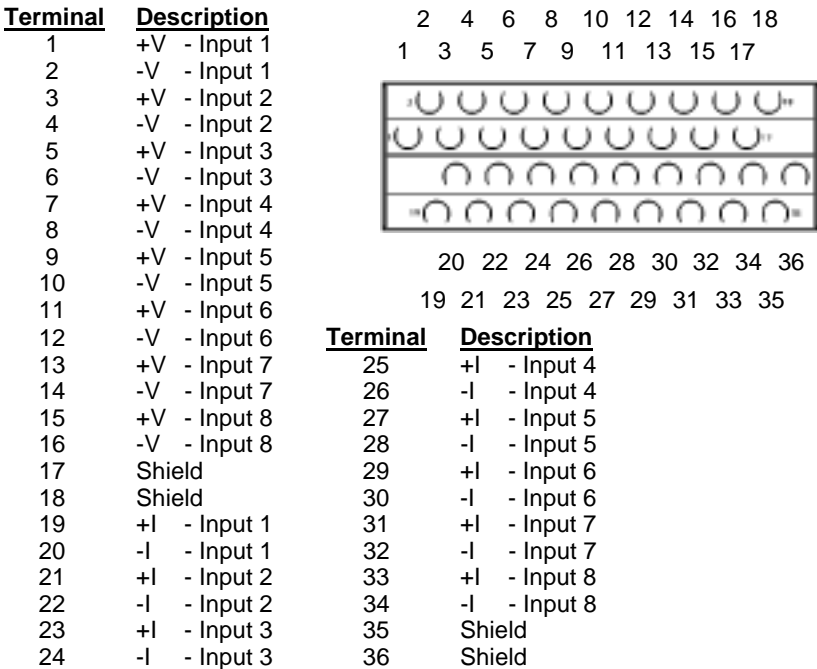 Terminal Description
1 +V - Input 1
2 -V - Input 1
3 +V - Input 2
4 -V - Input 2
5 +V - Input 3
6 -V - Input 3
7 +V - Input 4
8 -V - Input 4
9 +V - Input 5
10 -V - Input 5
11 +V - Input 6
12 -V - Input 6
13 +V - Input 7
14 -V - Input 7
15 +V - Input 8
16 -V - Input 8
17 Shield
18 Shield
19 +I - Input 1
20 -I - Input 1
21 +I - Input 2
22 -I - Input 2
23 +I - Input 3
24 -I - Input 3
2 4 6 8 10 12 14 16 18
1 3 5 7 9 11 13 15 17
20 22 24 26 28 30 32 34 36
19 21 23 25 27 29 31 33 35
Terminal Description
25 +I - Input 4
26 -I - Input 4
27 +I - Input 5
28 -I - Input 5
29 +I - Input 6
30 -I - Input 6
31 +I - Input 7
32 -I - Input 7
33 +I - Input 8
34 -I - Input 8
35 Shield
36 Shield